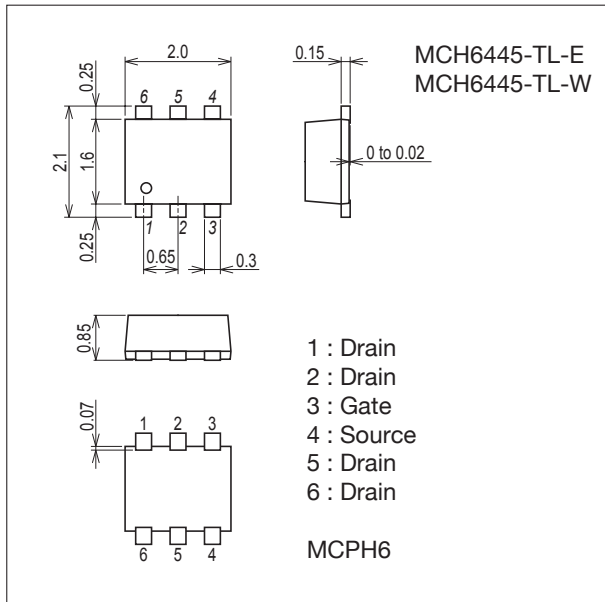 2.0
0.25
6 5 4
2.1
1.6
1 2 3
0.25
0.65
0.3
0.15
MCH6445-TL-E
MCH6445-TL-W
0 to 0.02
0.85
0.07
1 2 3
6 5 4
1 : Drain
2 : Drain
3 : Gate
4 : Source
5 : Drain
6 : Drain
MCPH6